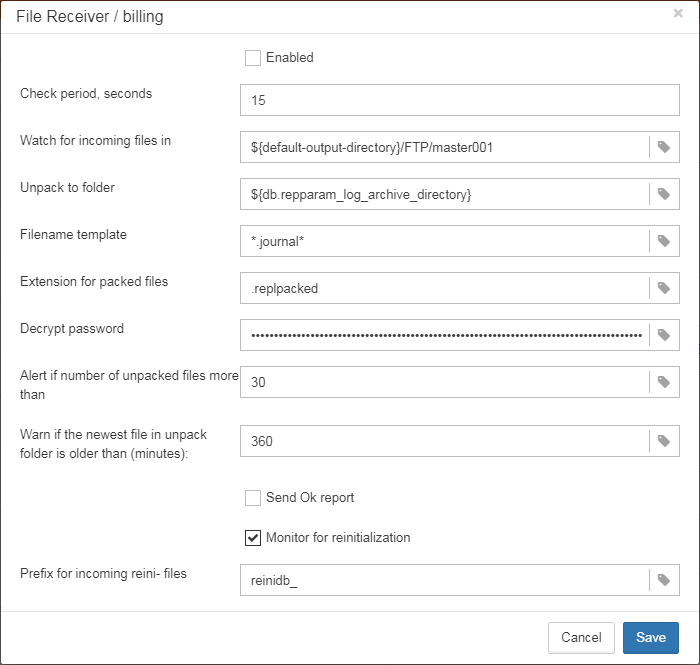 File Receiver / billing
Enabled
Check period, seconds
15
Watch for incoming files in
${default-output-directory}/FTP/master001
Unpack to folder
${db.repparam_log_archive_directory}
Filename template
*.journal*
Extension for packed files
.replpacked
Decrypt password
Alert if number of unpacked files more
than
30
Warn if the newest file in unpack
folder is older than (minutes):
360
Send Ok report
Monitor for reinitialization
Prefix for incoming reini- files
reinidb_
Cancel
Save